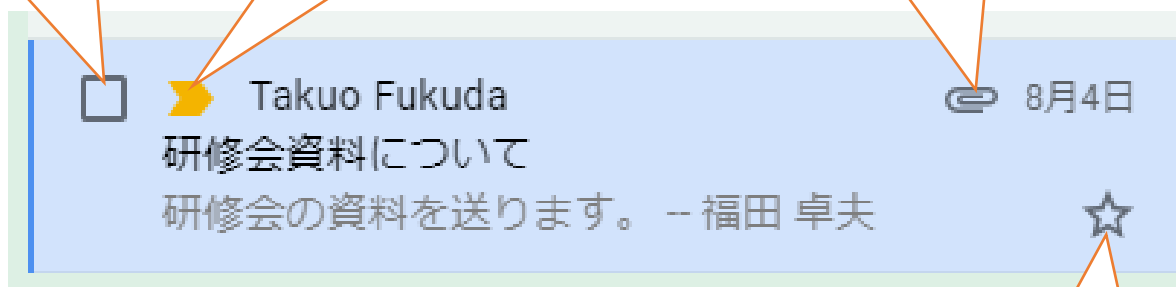 Takuo Fukuda 8月4日
研修会資料について
研修会の資料を送ります。 -- 福田 卓夫